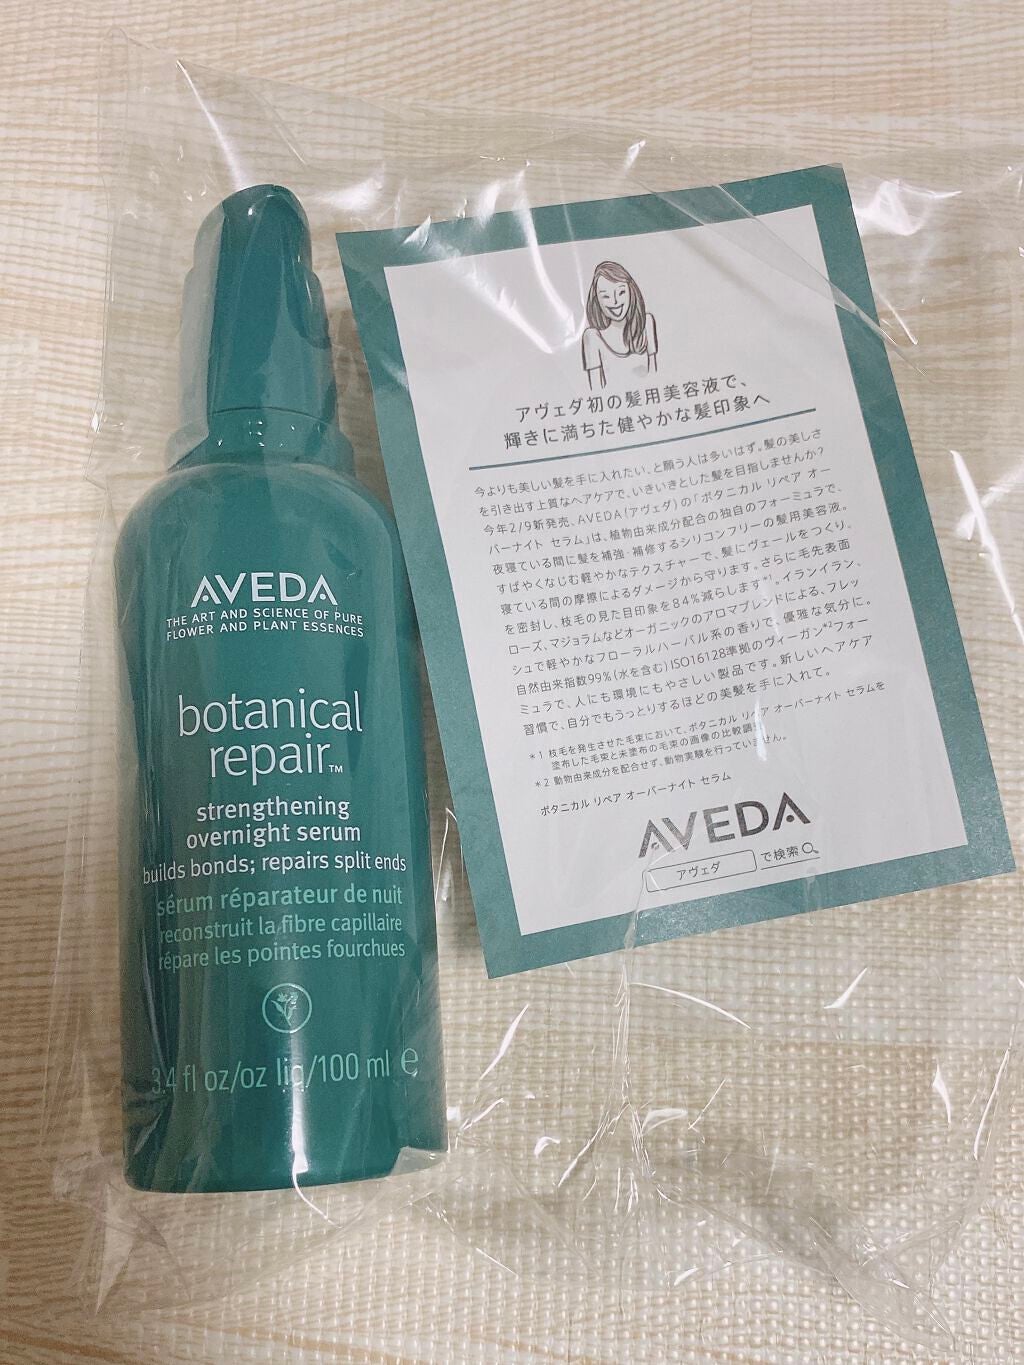 AVEDA
THE ART AND SCIENCE OF PURE
FLOWER AND PLANT ESSENCES
botanical
repair™
strengthening
overnight serum
builds bonds; repairs split ends
sérum réparateur de nuit
reconstruit la fibre capillaire
répare les pointes fourchues
3.4 fl oz/oz liq/100 ml ℮
アヴェダ初の髪用美容液で、
輝きに満ちた健やかな髪印象へ
今よりも美しい髪を手に入れたい、と願う人は多いはず。髪の美しさ
を引き出す上質なヘアケアで、いきいきとした髪を目指しませんか?
今年2/9新発売、AVEDA(アヴェダ)の「ボタニカル リペア オー
バーナイト セラム」は、植物由来成分配合の独自のフォーミュラで、
夜寝ている間に髪を補強・補修するシリコンフリーの髪用美容液。
すばやくなじむ軽やかなテクスチャーで、髪にヴェールをつくり、
寝ている間の摩擦によるダメージから守ります。さらに毛先表面
を密封し、枝毛の見た目印象を84%減らします*1。イランイラン、
ローズ、マジョラムなどオーガニックのアロマブレンドによる、フレッ
シュで軽やかなフローラルハーバル系の香りで、優雅な気分に。
自然由来指数99%(水を含む)ISO16128準拠のヴィーガン*2フォー
ミュラで、人にも環境にもやさしい製品です。新しいヘアケア
習慣で、自分でもうっとりするほどの美髪を手に入れて。
*1 枝毛を発生させた毛束において、ボタニカル リペア オーバーナイト セラムを
塗布した毛束と未塗布の毛束の画像の比較調査
*2 動物由来成分を配合せず、動物実験を行っていません。
ボタニカル リペア オーバーナイト セラム
AVEDA
アヴェダ で検索